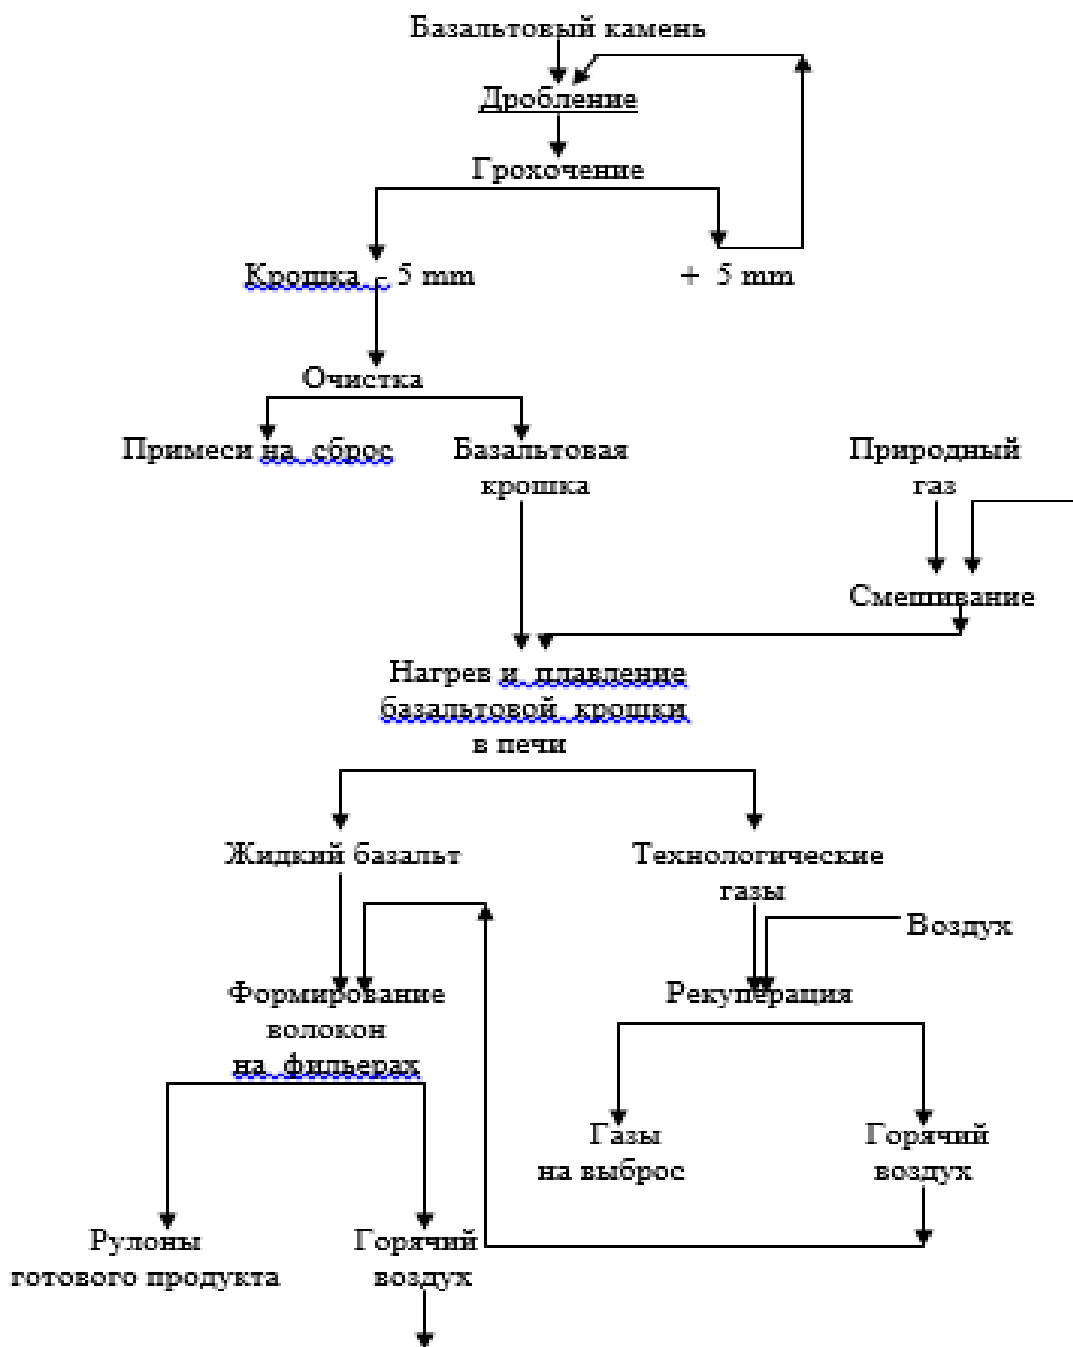 Базальтовый камень
Дробление
Грохочение
Крошка - 5 mm
+ 5 mm
Очистка
Примеси на сброс
Базальтовая
крошка
Природный
газ
Смешивание
Нагрев и плавление
базальтовой крошки
в печи
Жидкий базальт
Технологические
газы
Воздух
Формирование
волокон
на фильерах
Рекуперация
Газы
на выброс
Горячий
воздух
Рулоны
готового продукта
Горячий
воздух